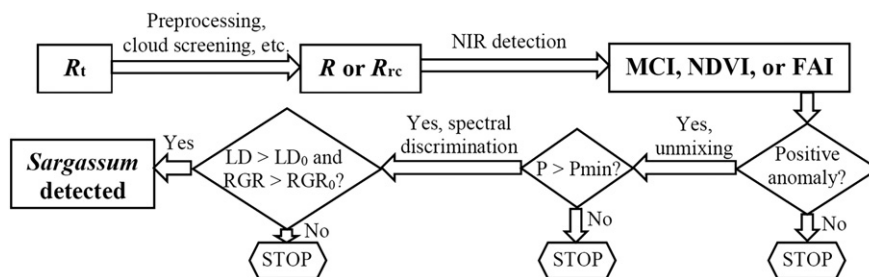 Preprocessing,
cloud screening, etc.
Rt
R or Rrc
NIR detection
MCI, NDVI, or FAI
Positive
anomaly?
Yes,
unmixing
No
STOP
P > Pmin?
Yes, spectral
discrimination
No
STOP
LD > LD₀ and
RGR > RGR₀?
Yes
No
STOP
Sargassum
detected